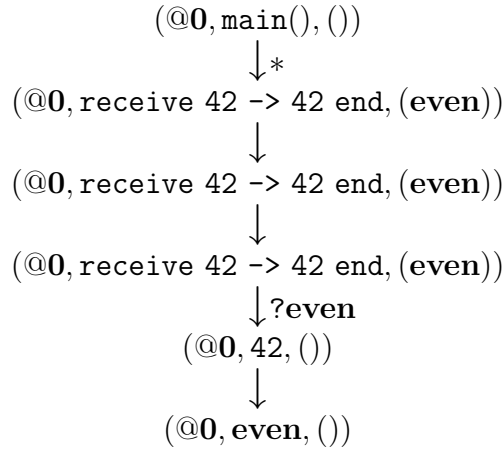 (@0, main(), ())
*
(@0, receive 42 -> 42 end, (even))
(@0, receive 42 -> 42 end, (even))
(@0, receive 42 -> 42 end, (even))
?even
(@0, 42, ())
(@0, even, ())